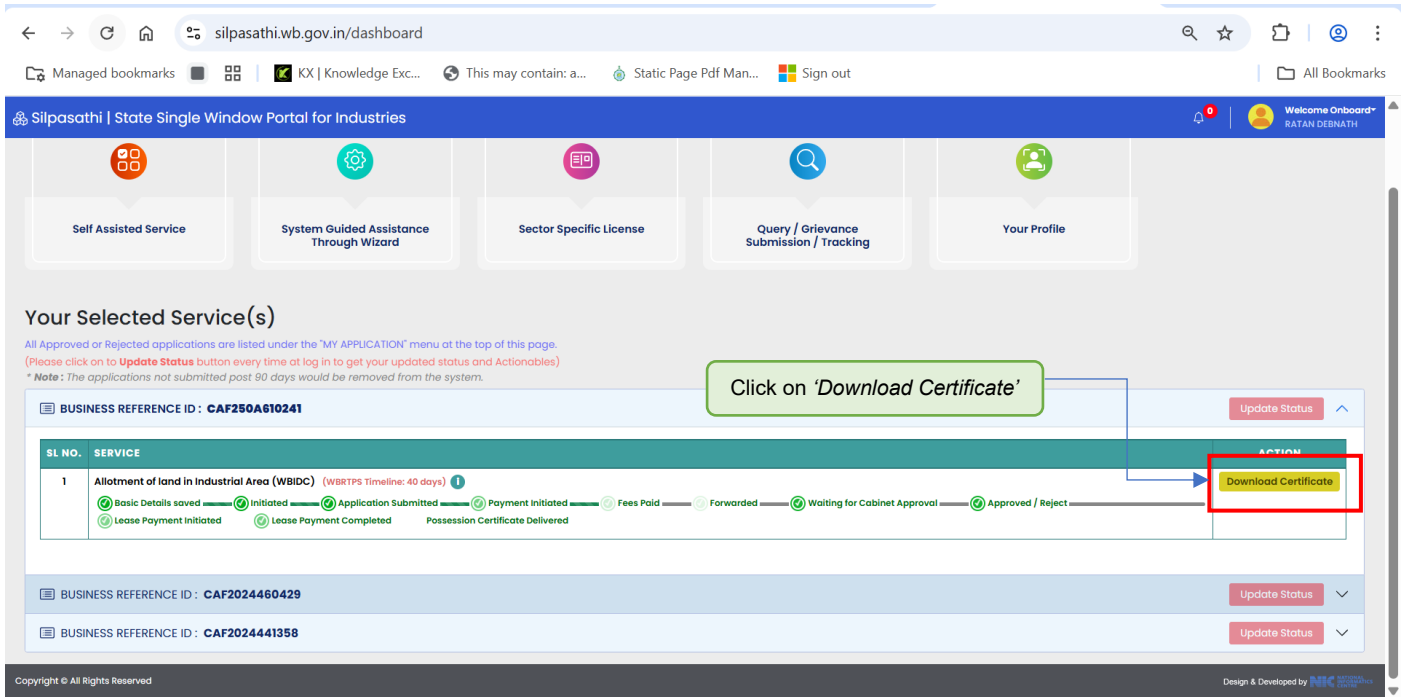 silpasathi.wb.gov.in/dashboard
Managed bookmarks KX | Knowledge Exc... This may contain: a... Static Page Pdf Man... Sign out All Bookmarks
Silpasathi | State Single Window Portal for Industries
0
Welcome Onboard
RATAN DEBNATH
Self Assisted Service
System Guided Assistance
Through Wizard
Sector Specific License
Query / Grievance
Submission / Tracking
Your Profile
Your Selected Service(s)
All Approved or Rejected applications are listed under the "MY APPLICATION" menu at the top of this page.
(Please click on to Update Status button every time at log in to get your updated status and Actionables)
* Note : The applications not submitted post 90 days would be removed from the system.
Click on ‘Download Certificate’
BUSINESS REFERENCE ID : CAF250A610241 Update Status
SL NO. SERVICE ACTION
1 Allotment of land in Industrial Area (WBIDC) (WBRTPS Timeline: 40 days) Download Certificate
Basic Details saved Initiated Application Submitted Payment Initiated Fees Paid Forwarded Waiting for Cabinet Approval Approved / Reject
Lease Payment Initiated Lease Payment Completed Possession Certificate Delivered
BUSINESS REFERENCE ID : CAF2024460429 Update Status
BUSINESS REFERENCE ID : CAF2024441358 Update Status
Copyright © All Rights Reserved
Design & Developed by NIC NATIONAL INFORMATICS CENTRE